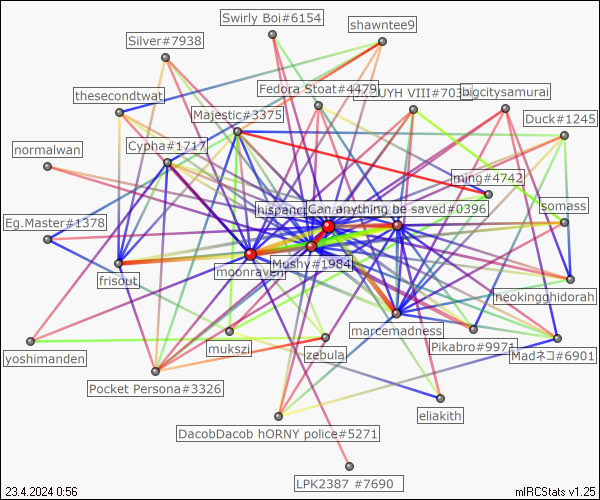 Swirly Boi#6154
shawntee9
Silver#7938
Fedora Stoat#4479
UYH VIII#703
bigcitysamurai
thesecondtwat
Majestic#3375
Duck#1245
normalwan
Cypha#1717
ming#4742
Can anything be saved#0396
somass
Eg.Master#1378
moonraven
Mushy#1984
frisout
neokingghidorah
marcemadness
yoshimanden
mukszi
zebula
Pikabro#9971
Madネコ#6901
Pocket Persona#3326
eliakith
DacobDacob hORNY police#5271
LPK2387 #7690
23.4.2024 0:56
mIRCStats v1.25